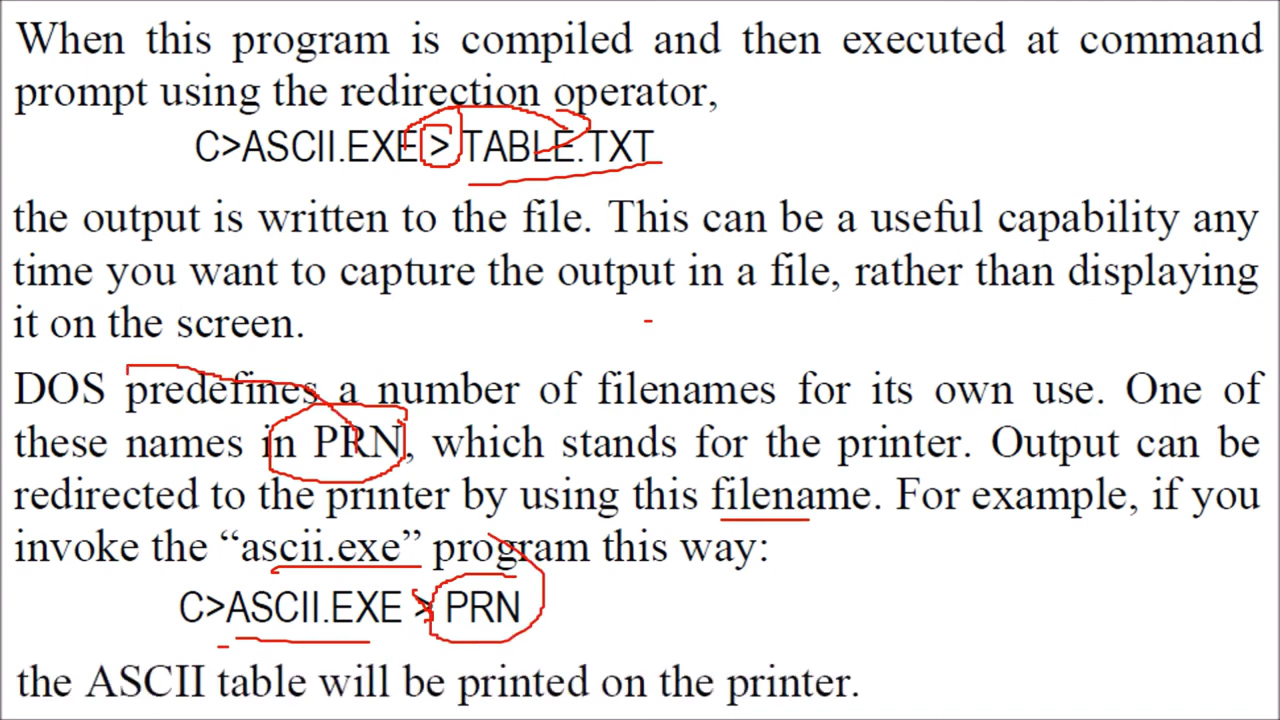 When this program is compiled and then executed at command
prompt using the redirection operator,
C>ASCII.EXE > TABLE.TXT
the output is written to the file. This can be a useful capability any
time you want to capture the output in a file, rather than displaying
it on the screen.
DOS predefines a number of filenames for its own use. One of
these names in PRN, which stands for the printer. Output can be
redirected to the printer by using this filename. For example, if you
invoke the “ascii.exe” program this way:
C>ASCII.EXE > PRN
the ASCII table will be printed on the printer.